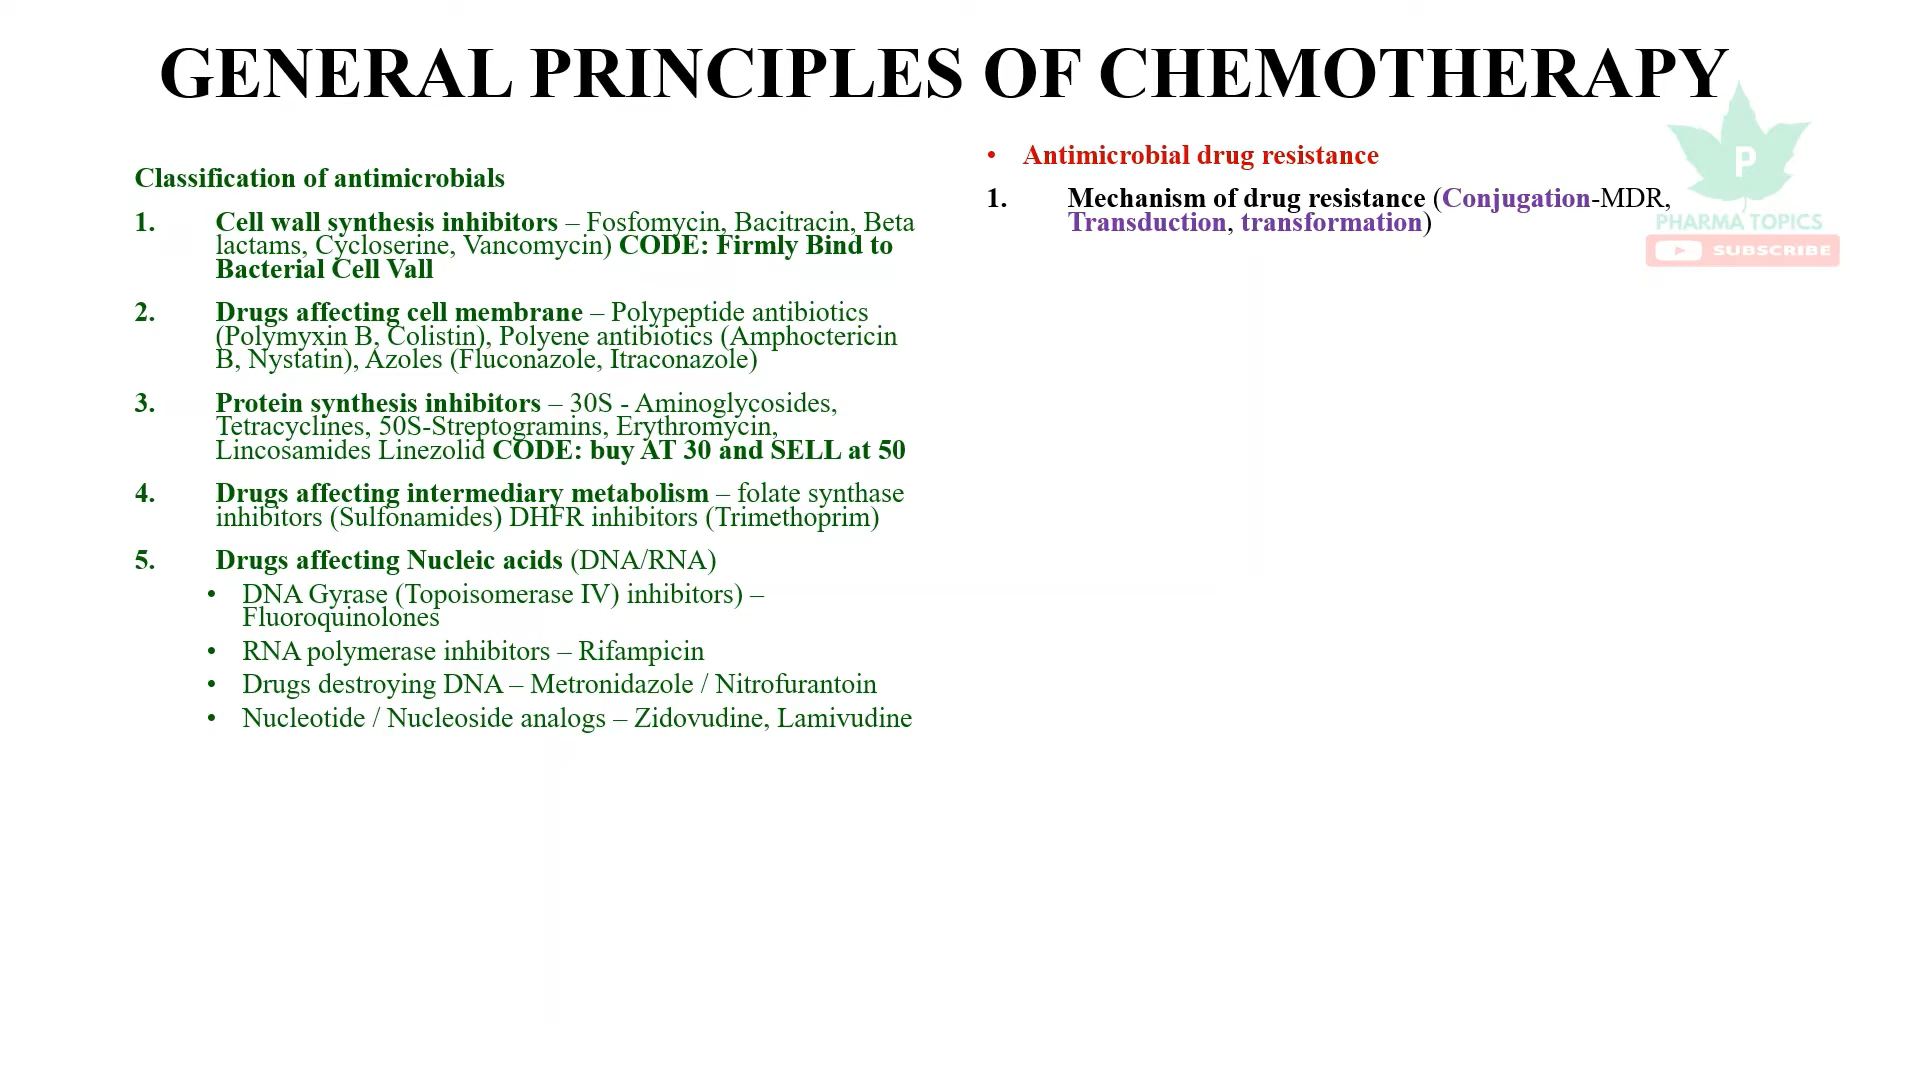 GENERAL PRINCIPLES OF CHEMOTHERAPY
Classification of antimicrobials
1. Cell wall synthesis inhibitors – Fosfomycin, Bacitracin, Beta
lactams, Cycloserine, Vancomycin) CODE: Firmly Bind to
Bacterial Cell Vall
2. Drugs affecting cell membrane – Polypeptide antibiotics
(Polymyxin B, Colistin), Polyene antibiotics (Amphoctericin
B, Nystatin), Azoles (Fluconazole, Itraconazole)
3. Protein synthesis inhibitors – 30S - Aminoglycosides,
Tetracyclines, 50S-Streptogramins, Erythromycin,
Lincosamides Linezolid CODE: buy AT 30 and SELL at 50
4. Drugs affecting intermediary metabolism – folate synthase
inhibitors (Sulfonamides) DHFR inhibitors (Trimethoprim)
5. Drugs affecting Nucleic acids (DNA/RNA)
• DNA Gyrase (Topoisomerase IV) inhibitors) –
Fluoroquinolones
• RNA polymerase inhibitors – Rifampicin
• Drugs destroying DNA – Metronidazole / Nitrofurantoin
• Nucleotide / Nucleoside analogs – Zidovudine, Lamivudine
• Antimicrobial drug resistance
1. Mechanism of drug resistance (Conjugation-MDR,
Transduction, transformation)
P
PHARMA TOPICS
SUBSCRIBE